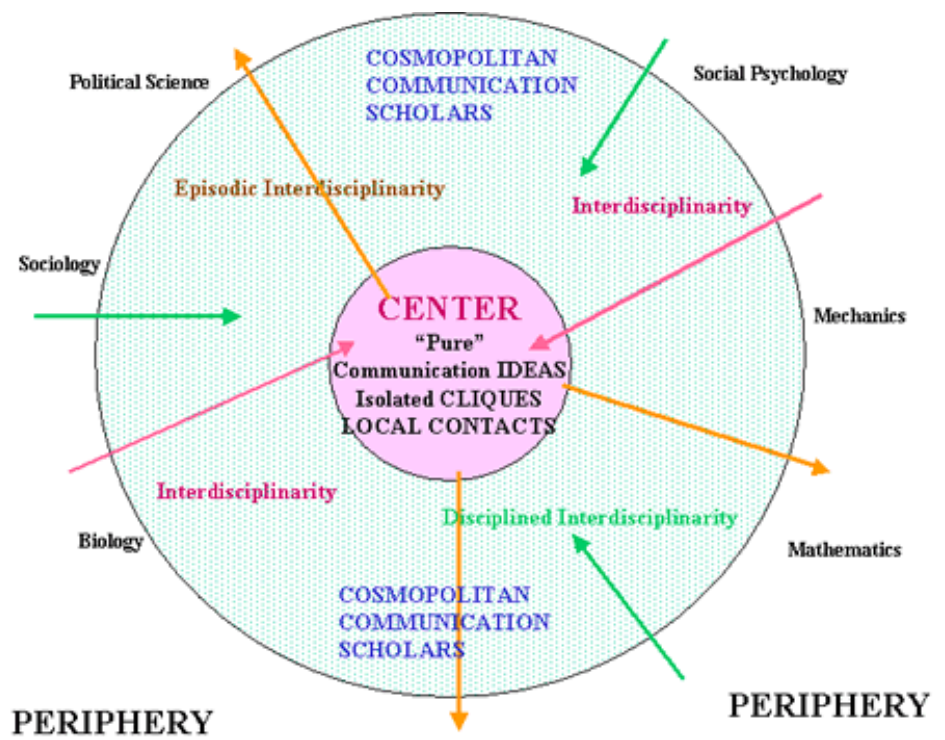 COSMOPOLITAN
COMMUNICATION
SCHOLARS
Political Science
Social Psychology
Episodic Interdisciplinarity
Interdisciplinarity
Sociology
CENTER
“Pure”
Communication IDEAS
Isolated CLIQUES
LOCAL CONTACTS
Mechanics
Interdisciplinarity
Disciplined Interdisciplinarity
Biology
Mathematics
COSMOPOLITAN
COMMUNICATION
SCHOLARS
PERIPHERY
PERIPHERY